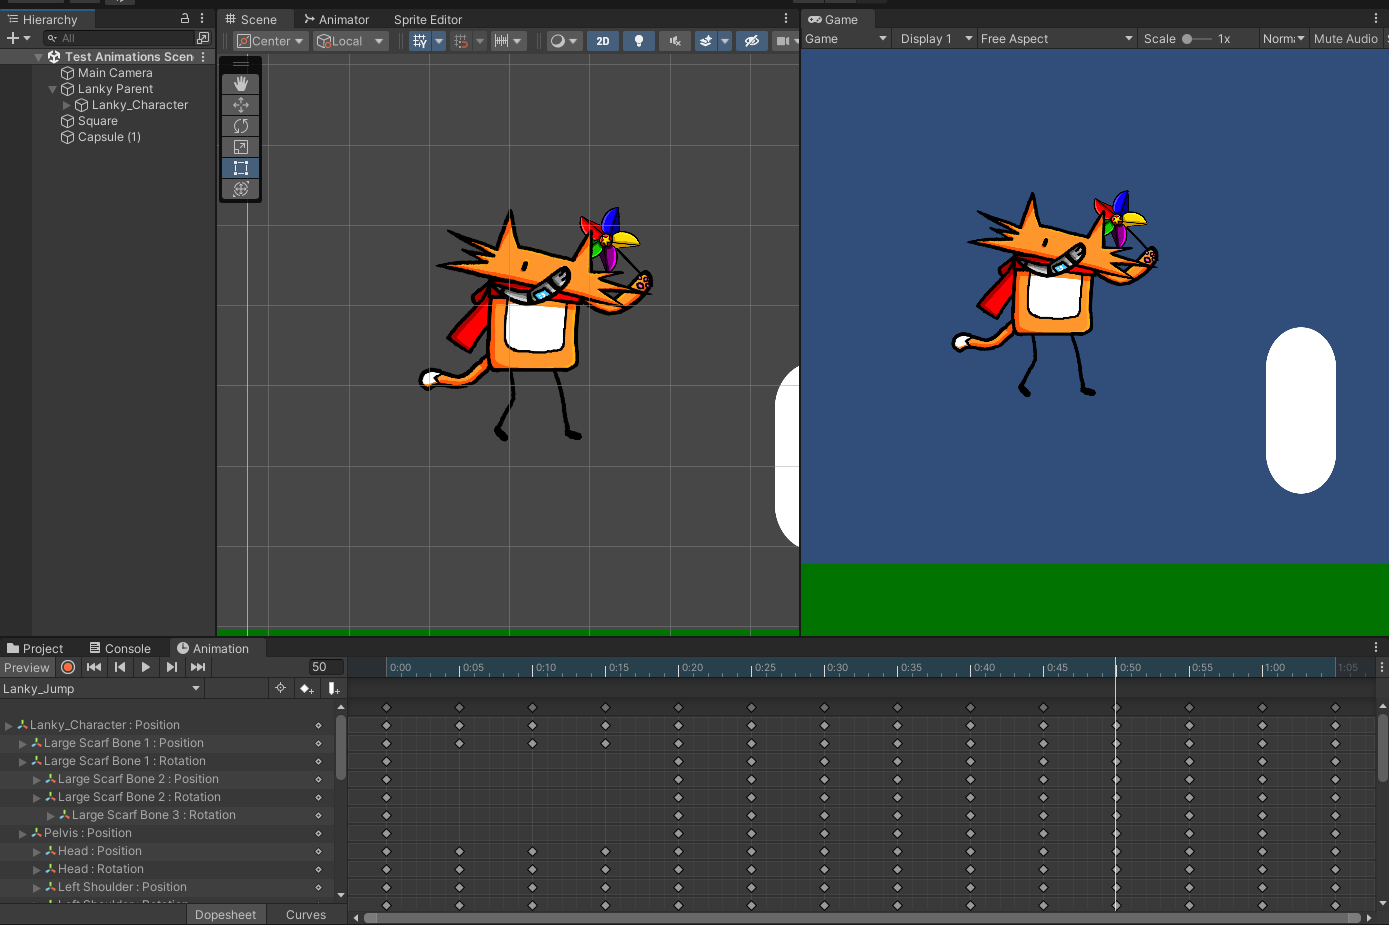 Hierarchy
All
Test Animations Scen
Main Camera
Lanky Parent
Lanky_Character
Square
Capsule (1)
Scene Animator Sprite Editor
Center Local 2D
Game
Game Display 1 Free Aspect Scale 1x Norm Mute Audio
Project Console Animation
Preview 50 0:00 0:05 0:10 0:15 0:20 0:25 0:30 0:35 0:40 0:45 0:50 0:55 1:00 1:05
Lanky_Jump
Lanky_Character : Position
Large Scarf Bone 1 : Position
Large Scarf Bone 1 : Rotation
Large Scarf Bone 2 : Position
Large Scarf Bone 2 : Rotation
Large Scarf Bone 3 : Rotation
Pelvis : Position
Head : Position
Head : Rotation
Left Shoulder : Position
Left Shoulder : Rotation
Dopesheet Curves